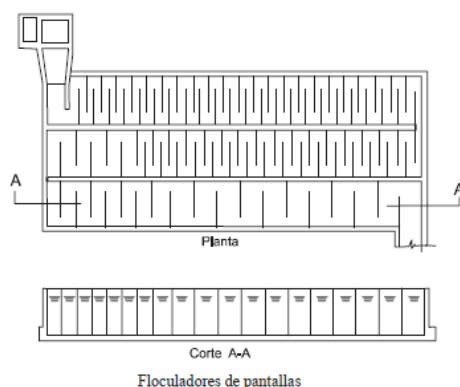 A
A
Planta
Corte A-A
Floculadores de pantallas